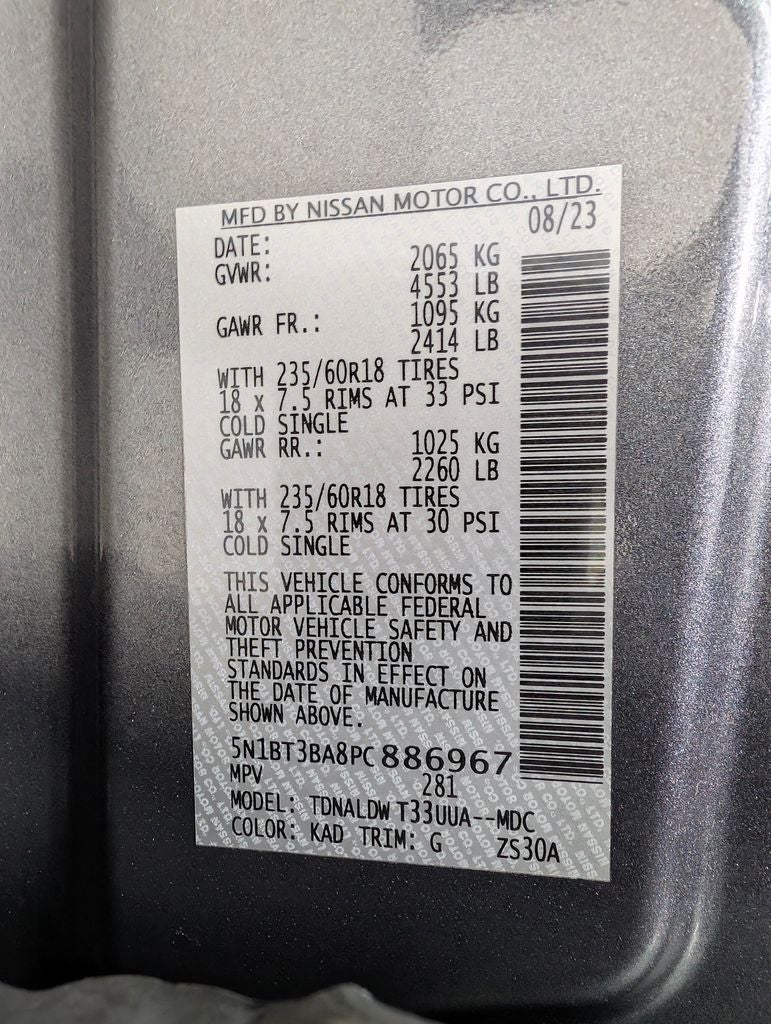 MFD BY NISSAN MOTOR CO., LTD.
DATE: 08/23
GVWR: 2065 KG
4553 LB
GAWR FR.: 1095 KG
2414 LB
WITH 235/60R18 TIRES
18 x 7.5 RIMS AT 33 PSI
COLD SINGLE
GAWR RR.: 1025 KG
2260 LB
WITH 235/60R18 TIRES
18 x 7.5 RIMS AT 30 PSI
COLD SINGLE
THIS VEHICLE CONFORMS TO
ALL APPLICABLE FEDERAL
MOTOR VEHICLE SAFETY AND
THEFT PREVENTION
STANDARDS IN EFFECT ON
THE DATE OF MANUFACTURE
SHOWN ABOVE.
5N1BT3BA8PC886967
MPV 281
MODEL: TDNALDW T33UUA--MDC
COLOR: KAD TRIM: G ZS30A